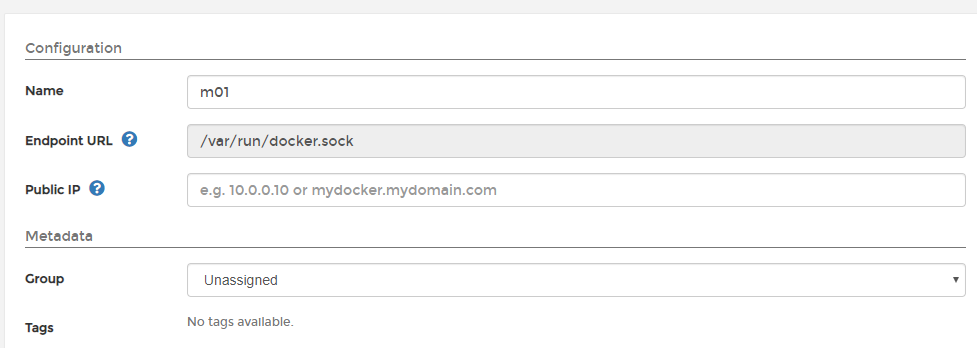 Configuration
Name
m01
Endpoint URL ?
/var/run/docker.sock
Public IP ?
e.g. 10.0.0.10 or mydocker.mydomain.com
Metadata
Group
Unassigned
Tags
No tags available.